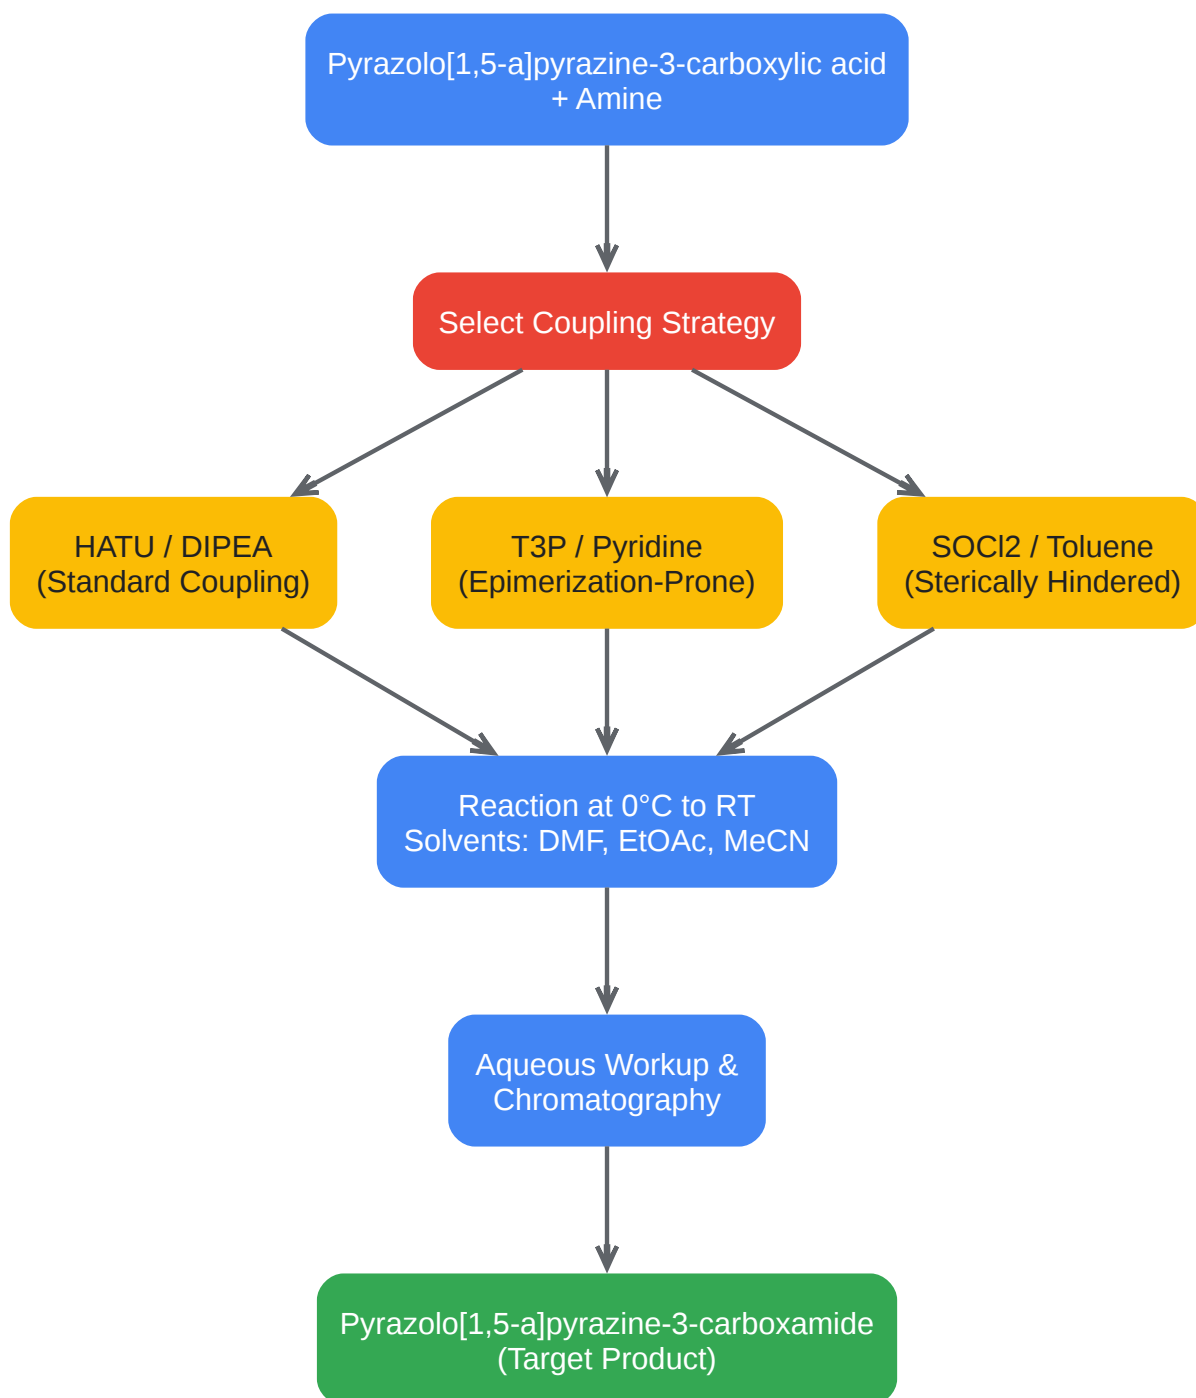 Pyrazolo[1,5-a]pyrazine-3-carboxylic acid
+ Amine
Select Coupling Strategy
HATU / DIPEA
(Standard Coupling)
T3P / Pyridine
(Epimerization-Prone)
SOCl2 / Toluene
(Sterically Hindered)
Reaction at 0°C to RT
Solvents: DMF, EtOAc, MeCN
Aqueous Workup &
Chromatography
Pyrazolo[1,5-a]pyrazine-3-carboxamide
(Target Product)